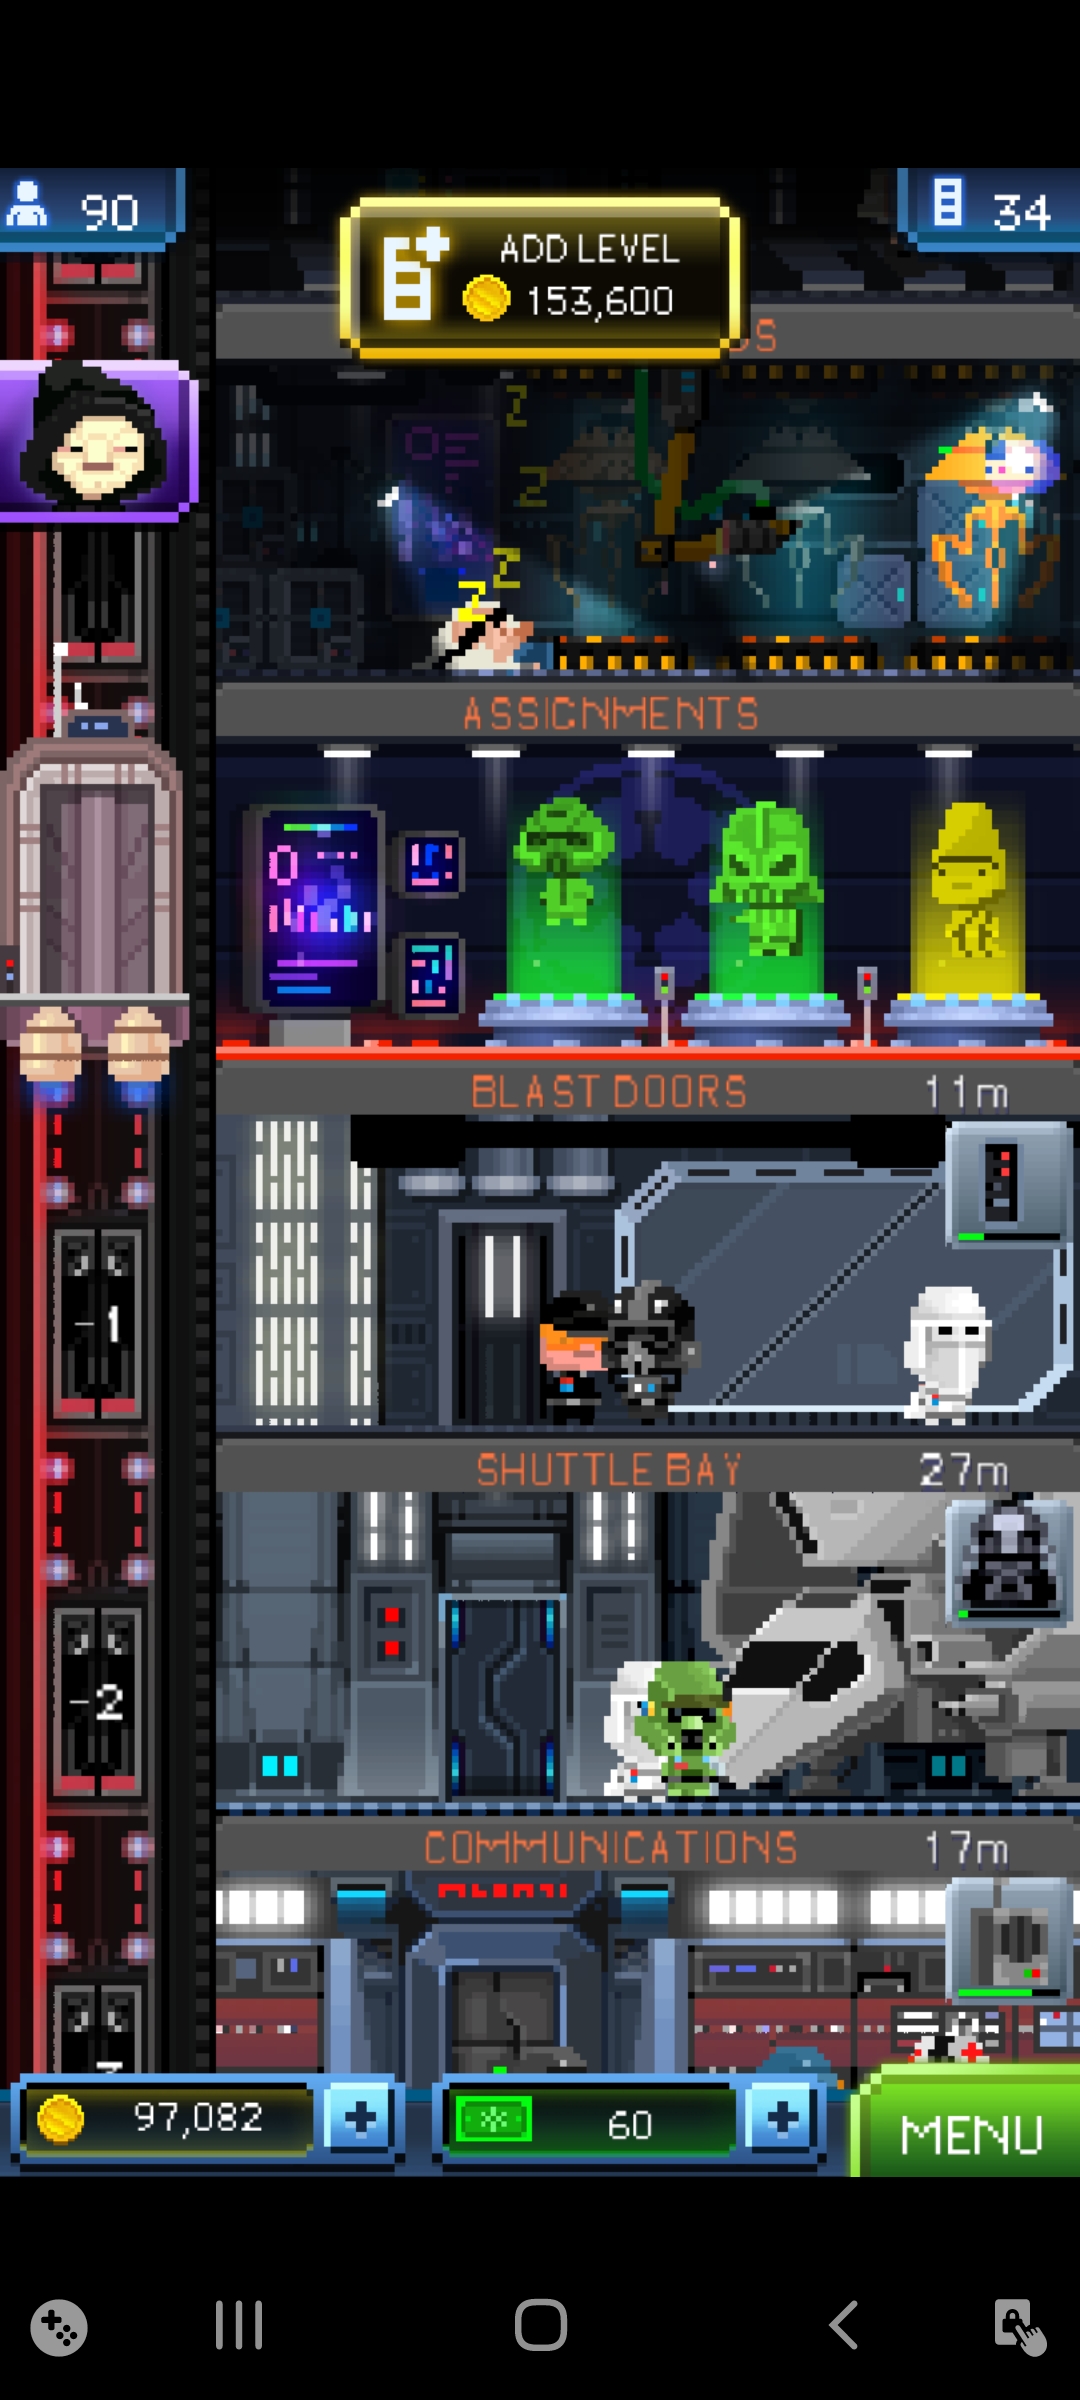 90
ADD LEVEL
153,600
34
DS
Z
Z
Z
Z
L
ASSIGNMENTS
BLAST DOORS 11m
-1
SHUTTLE BAY 27m
-2
COMMUNICATIONS 17m
97,082
60
MENU